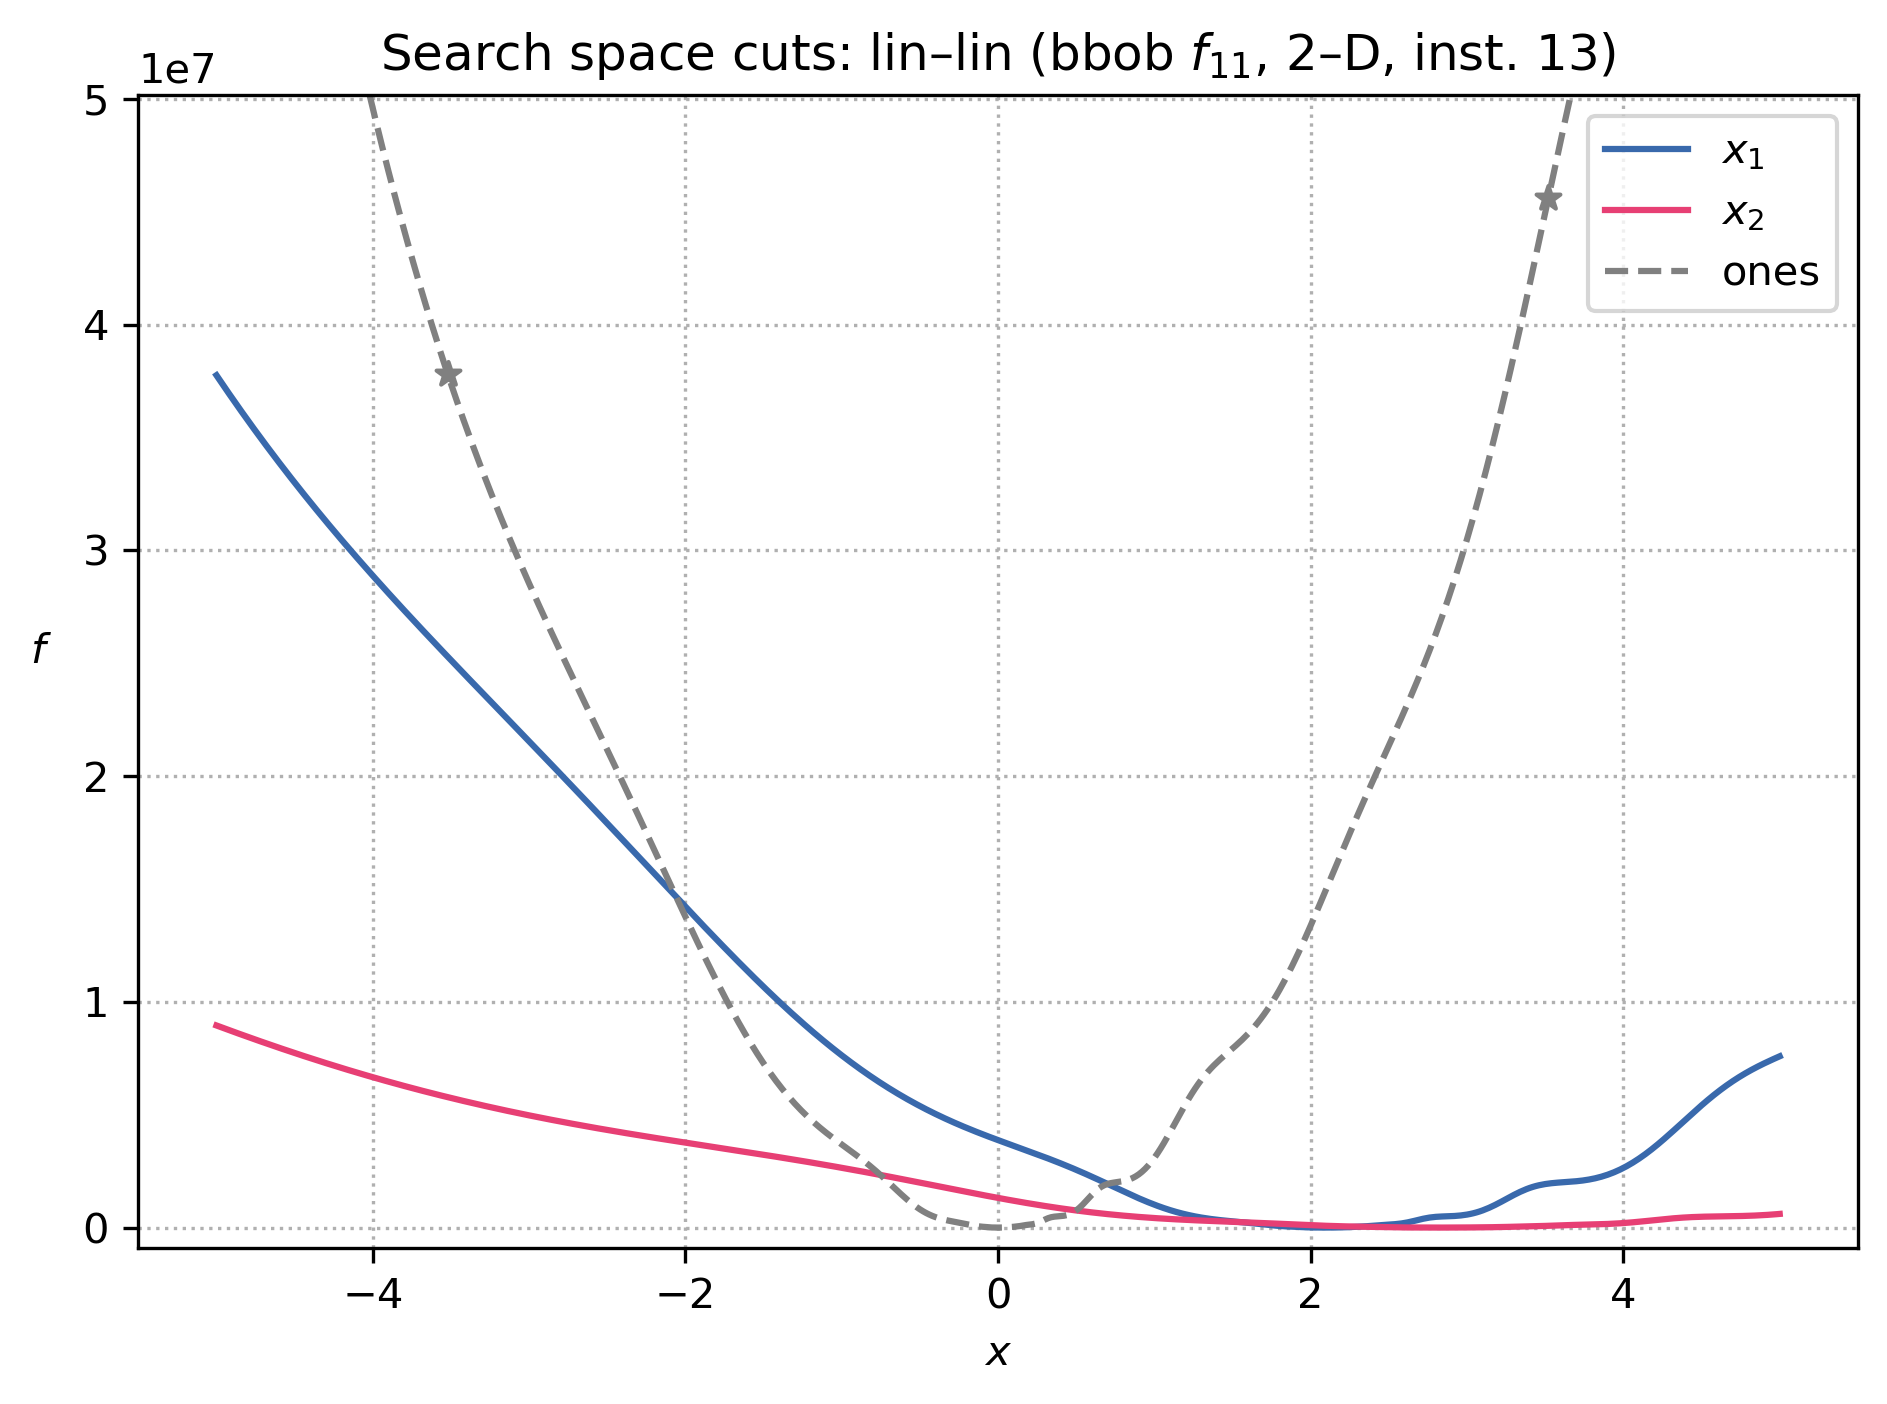 Search space cuts: lin–lin (bbob f₁₁, 2–D, inst. 13)
1e7
5
4
3
2
1
0
f
−4
−2
0
2
4
x
x₁
x₂
ones